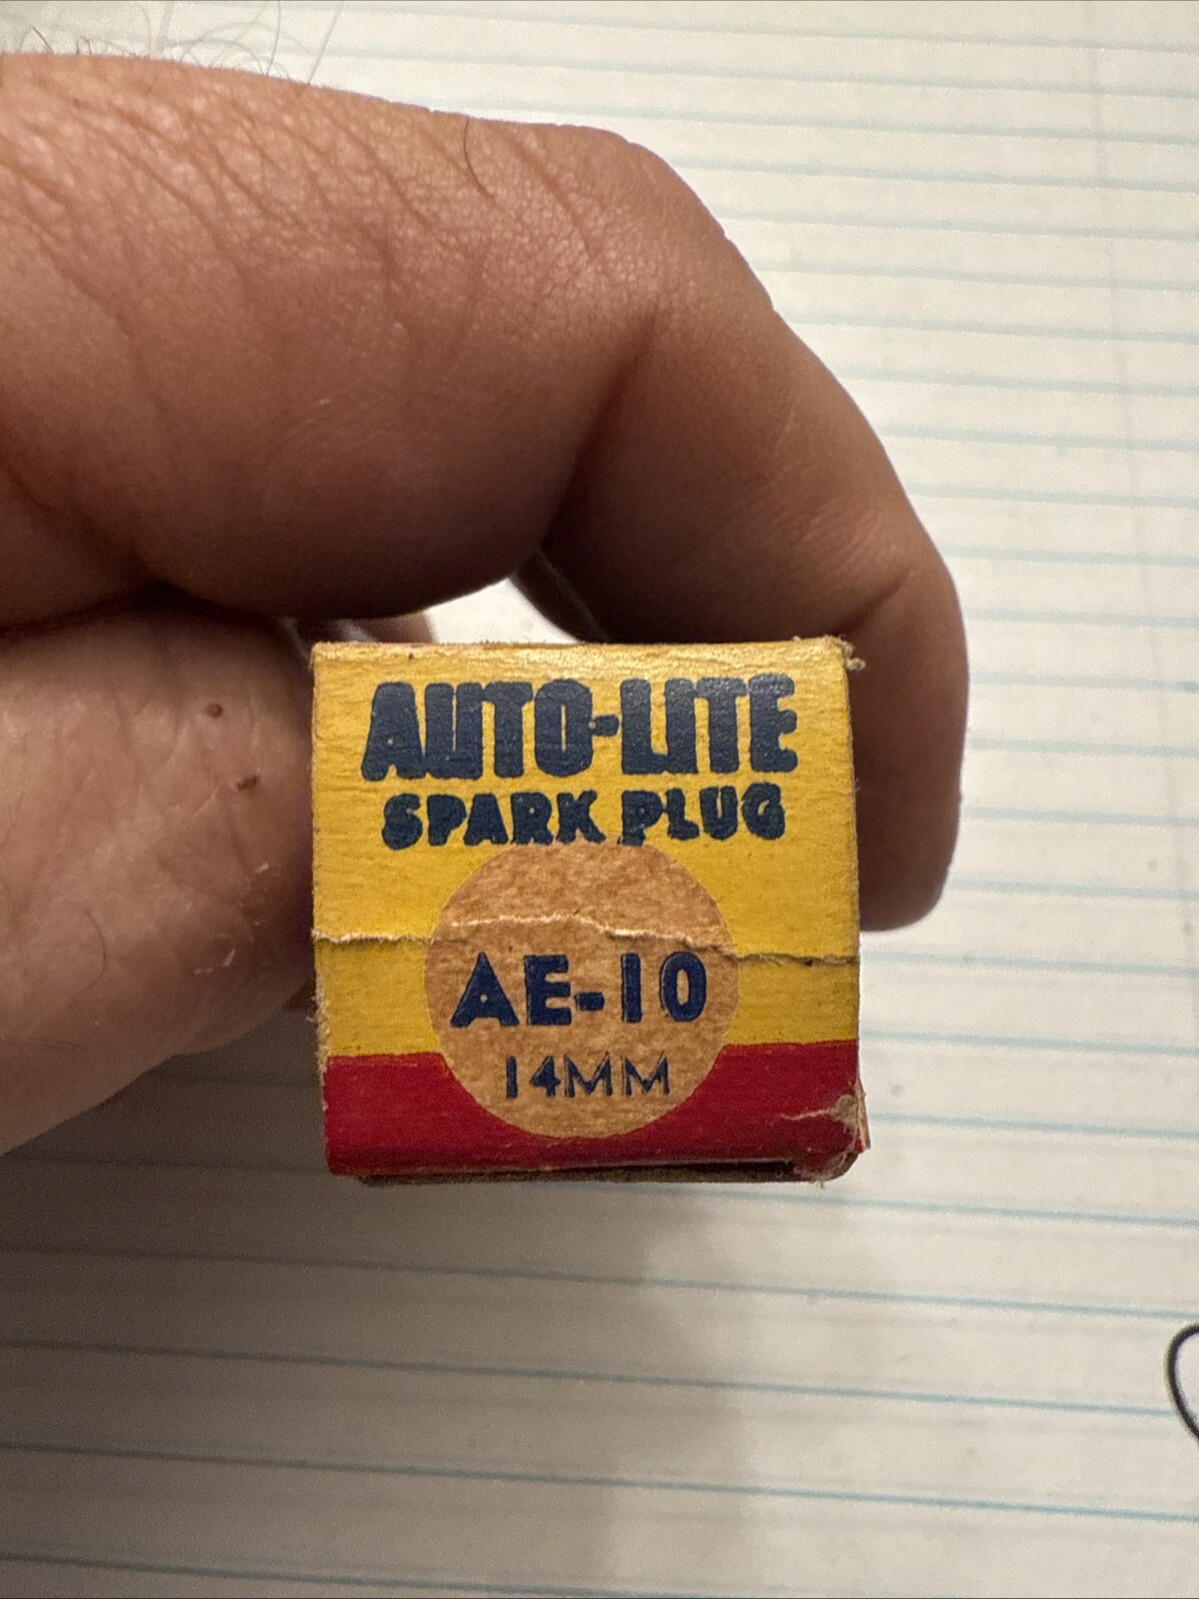 AUTO-LITE
SPARK PLUG
AE-10
14MM